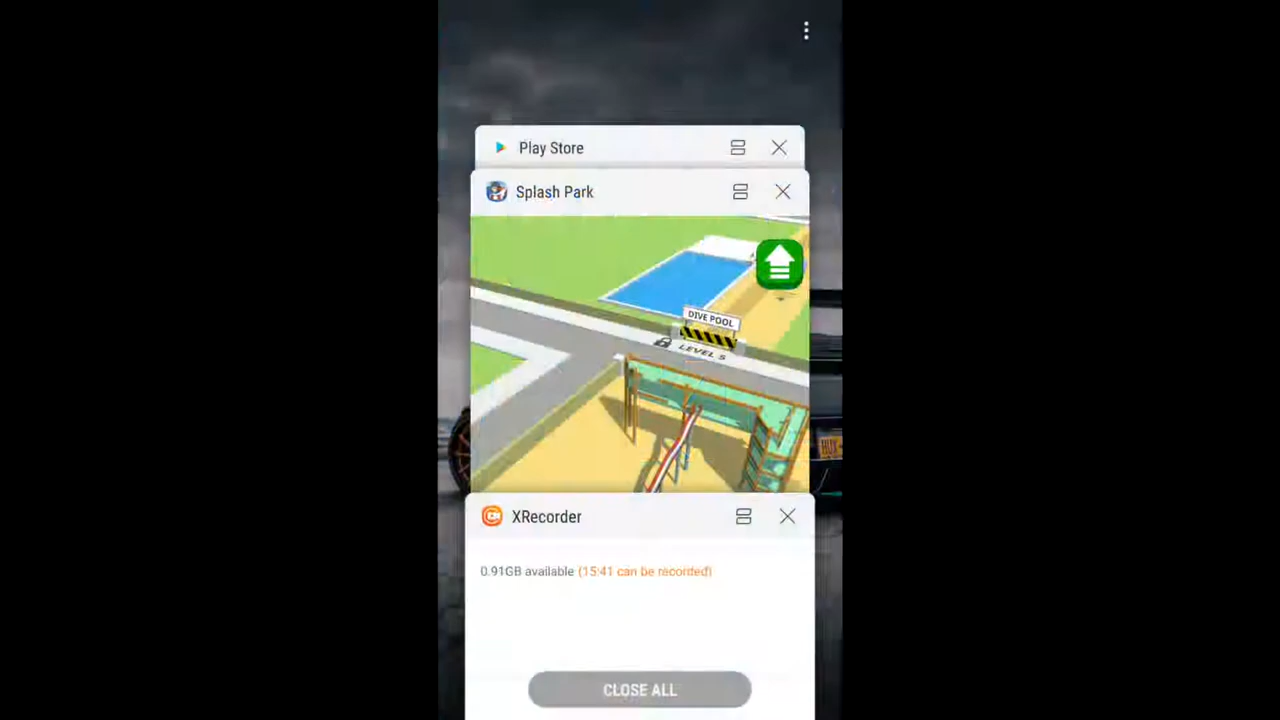 Play Store
Splash Park
DIVE POOL
LEVEL 5
XRecorder
0.91GB available (15:41 can be recorded)
CLOSE ALL